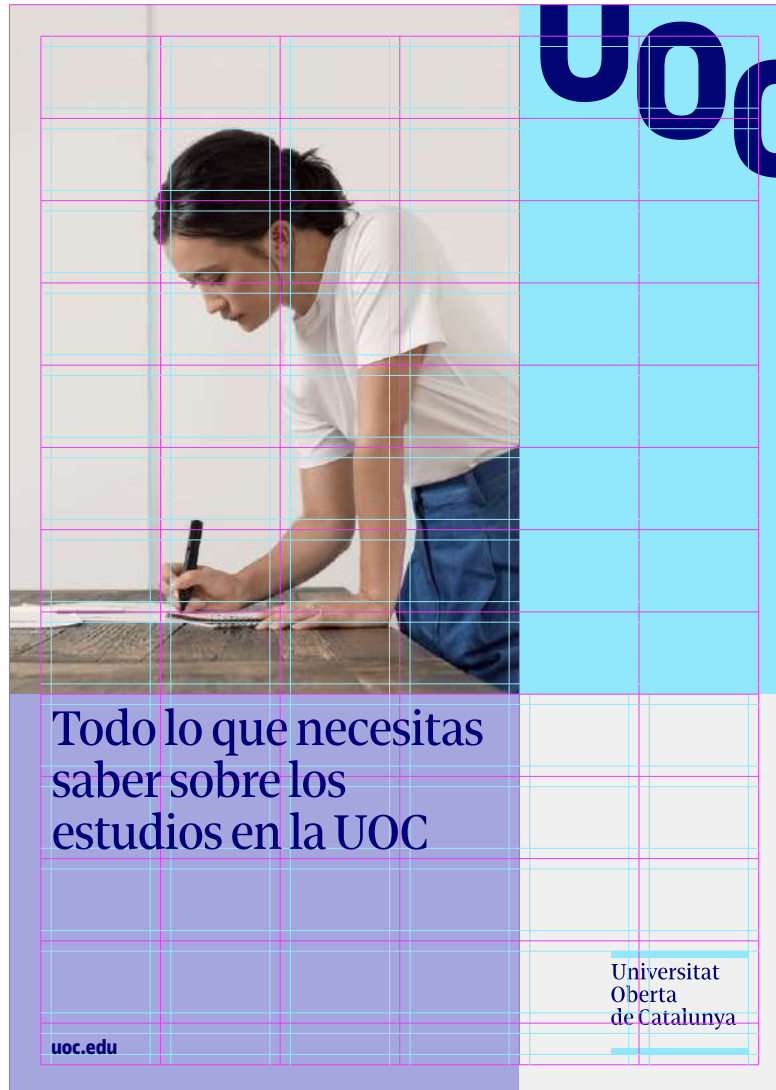 UOC
Todo lo que necesitas
saber sobre los
estudios en la UOC
Universitat
Oberta
de Catalunya
uoc.edu